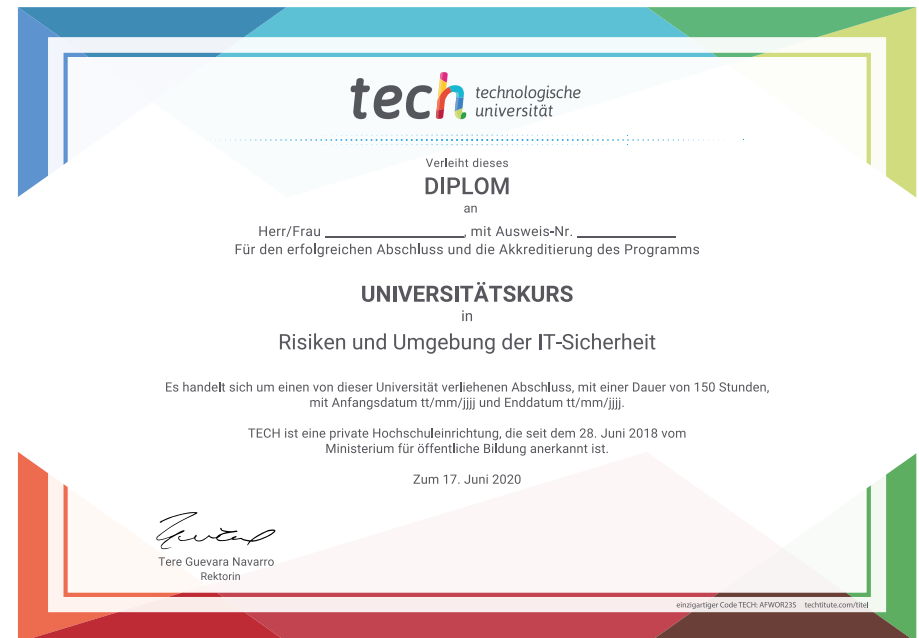 tech technologische
universität
Verleiht dieses
DIPLOM
an
Herr/Frau ____________________, mit Ausweis-Nr. ______________
Für den erfolgreichen Abschluss und die Akkreditierung des Programms
UNIVERSITÄTSKURS
in
Risiken und Umgebung der IT-Sicherheit
Es handelt sich um einen von dieser Universität verliehenen Abschluss, mit einer Dauer von 150 Stunden,
mit Anfangsdatum tt/mm/jjjj und Enddatum tt/mm/jjjj.
TECH ist eine private Hochschuleinrichtung, die seit dem 28. Juni 2018 vom
Ministerium für öffentliche Bildung anerkannt ist.
Zum 17. Juni 2020
Tere Guevara Navarro
Rektorin
einzigartiger Code TECH: AFWOR23S techtitute.com/titel